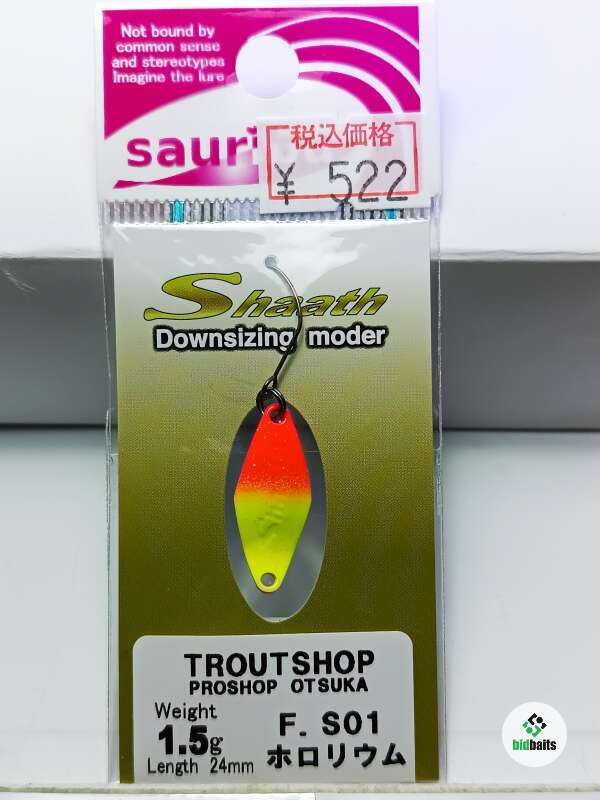 Not bound by
common sense
and stereotypes
Imagine the lure
税込価格
¥ 522
Shaath
Downsizing moder
TROUTSHOP
PROSHOP OTSUKA
Weight
1.5g
Length 24mm
F. S01
ホロリウム
bidbaits